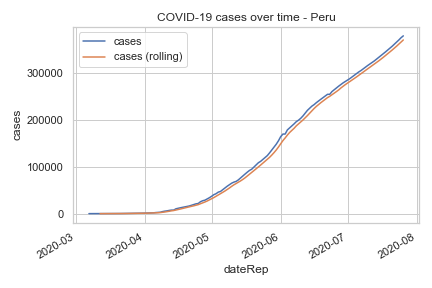 COVID-19 cases over time - Peru
cases
cases (rolling)
cases
300000
200000
100000
0
2020-03
2020-04
2020-05
2020-06
2020-07
2020-08
dateRep